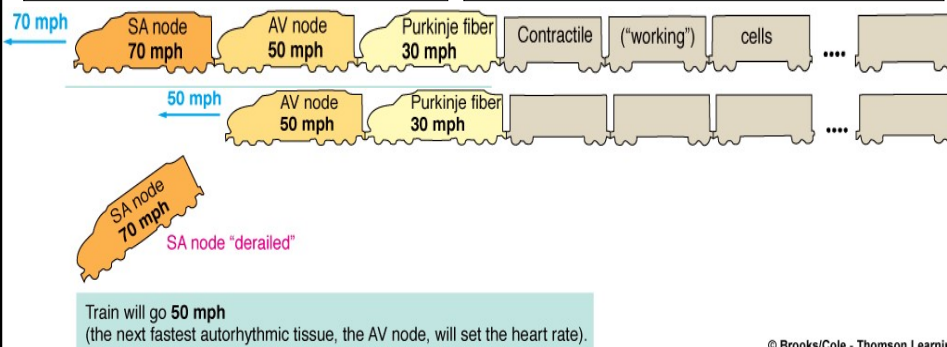 70 mph
SA node
70 mph
AV node
50 mph
Purkinje fiber
30 mph
Contractile
("working")
cells
....
50 mph
AV node
50 mph
Purkinje fiber
30 mph
....
SA node
70 mph
SA node "derailed"
Train will go 50 mph
(the next fastest autorhythmic tissue, the AV node, will set the heart rate).
© Brooks/Cole - Thomson Learnin